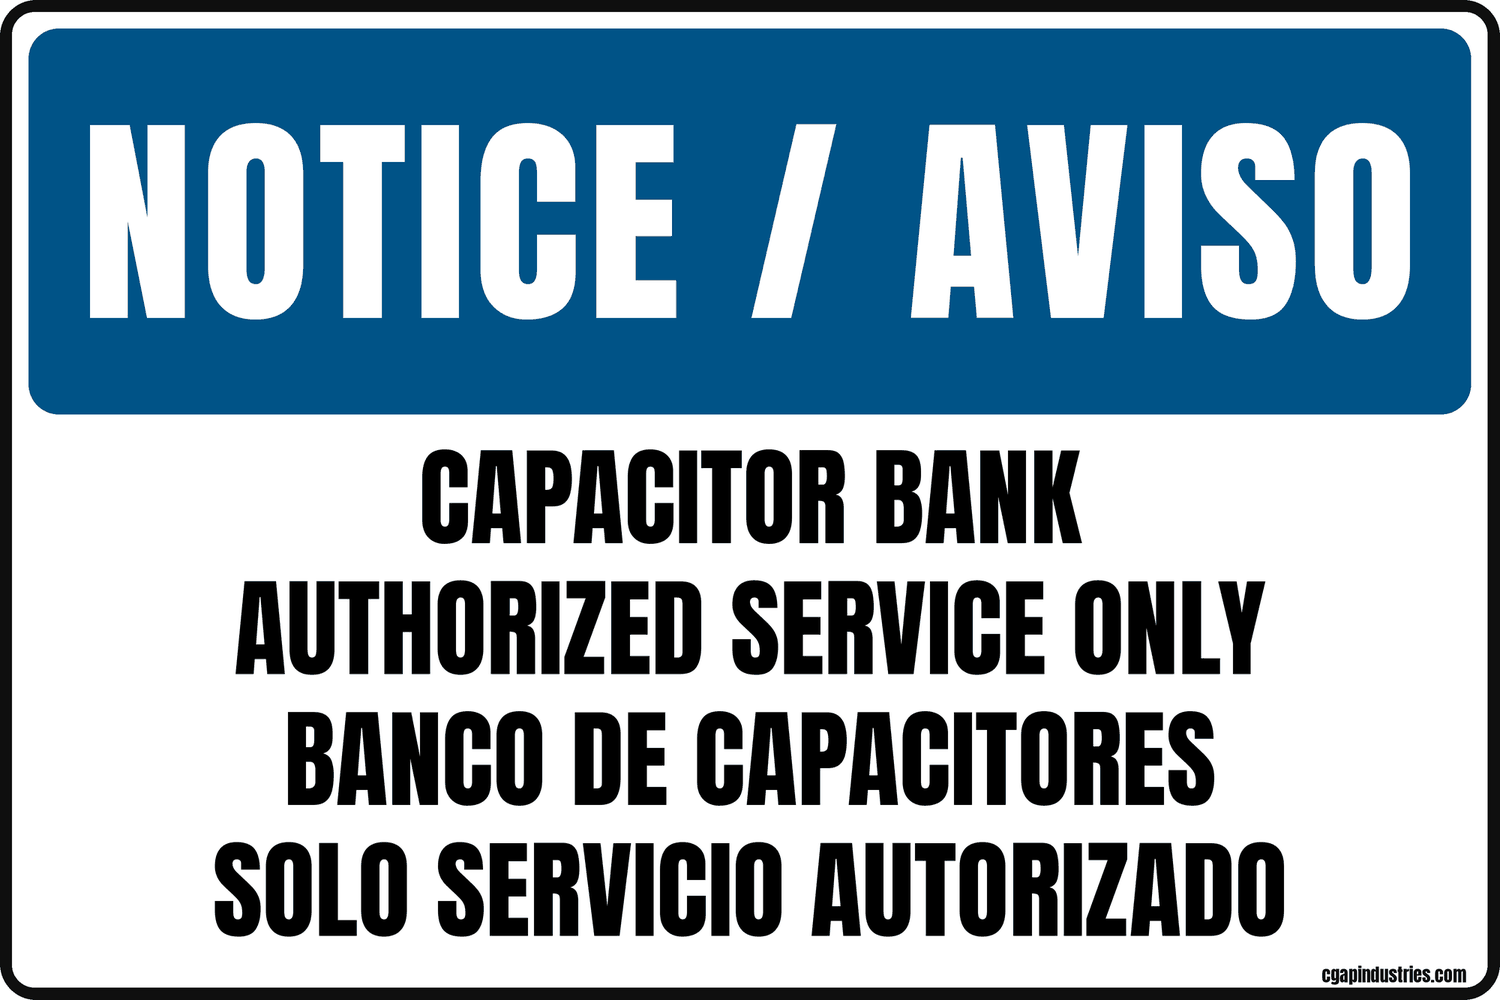 NOTICE / AVISO
CAPACITOR BANK
AUTHORIZED SERVICE ONLY
BANCO DE CAPACITORES
SOLO SERVICIO AUTORIZADO
cgapindustries.com